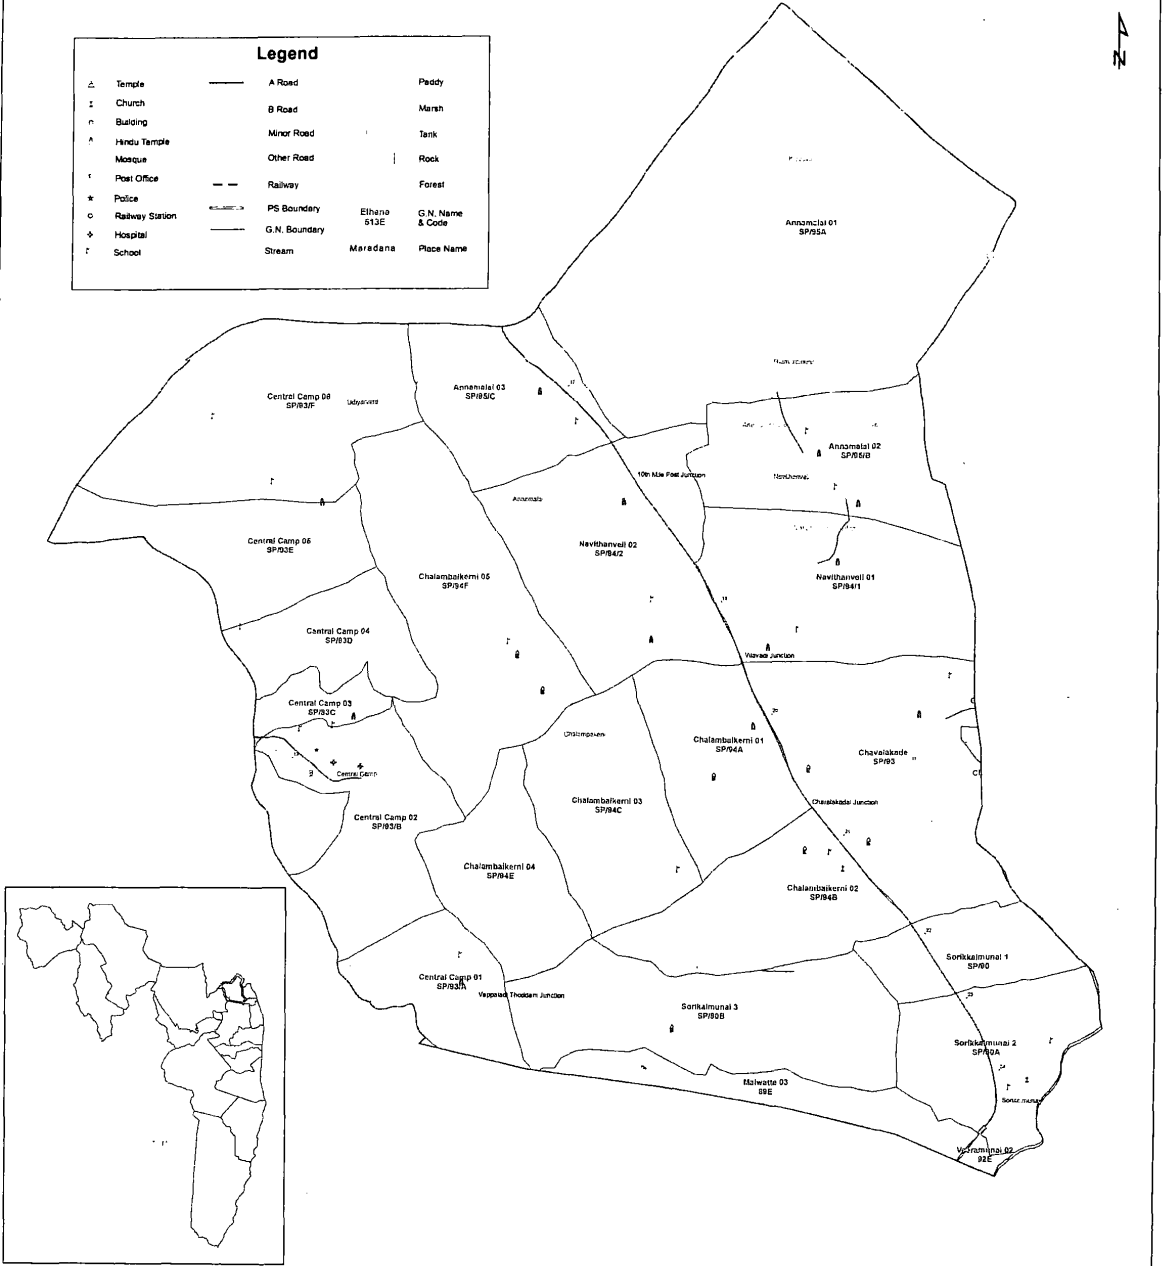 N
Legend
Temple
A Road
Paddy
Church
B Road
Marsh
Building
Minor Road
Tank
Hindu Temple
Other Road
Rock
Mosque
Post Office
Railway
Forest
Police
PS Boundary
Elhena
513E
G.N. Name
& Code
Railway Station
G.N. Boundary
Hospital
School
Stream
Maradana
Place Name
Annamalai 01
SP/95A
Annamalai 03
SP/95/C
Central Camp 06
SP/93/F
Annamalai 02
SP/95/B
10th Mile Post Junction
Annamalai
Navithanveli
Central Camp 05
SP/93E
Navithanveli 02
SP/94/2
Chalambaikerni 05
SP/94F
Navithanveli 01
SP/94/1
Central Camp 04
SP/93D
Central Camp 03
SP/93C
Chalambaikerni 01
SP/94A
Chavalakade
SP/93
Central Camp
Chalambaikerni 03
SP/94C
Chavalakadai Junction
Central Camp 02
SP/93/B
Chalambaikerni 04
SP/94E
Chalambaikerni 02
SP/94B
Sorikkalmunai 1
SP/90
Central Camp 01
SP/93/A
Vappaiadi Thoddam Junction
Sorikalmunai 3
SP/90B
Sorikkalmunai 2
SP/90A
Malwatte 03
89E
Veeramunai 02
92E